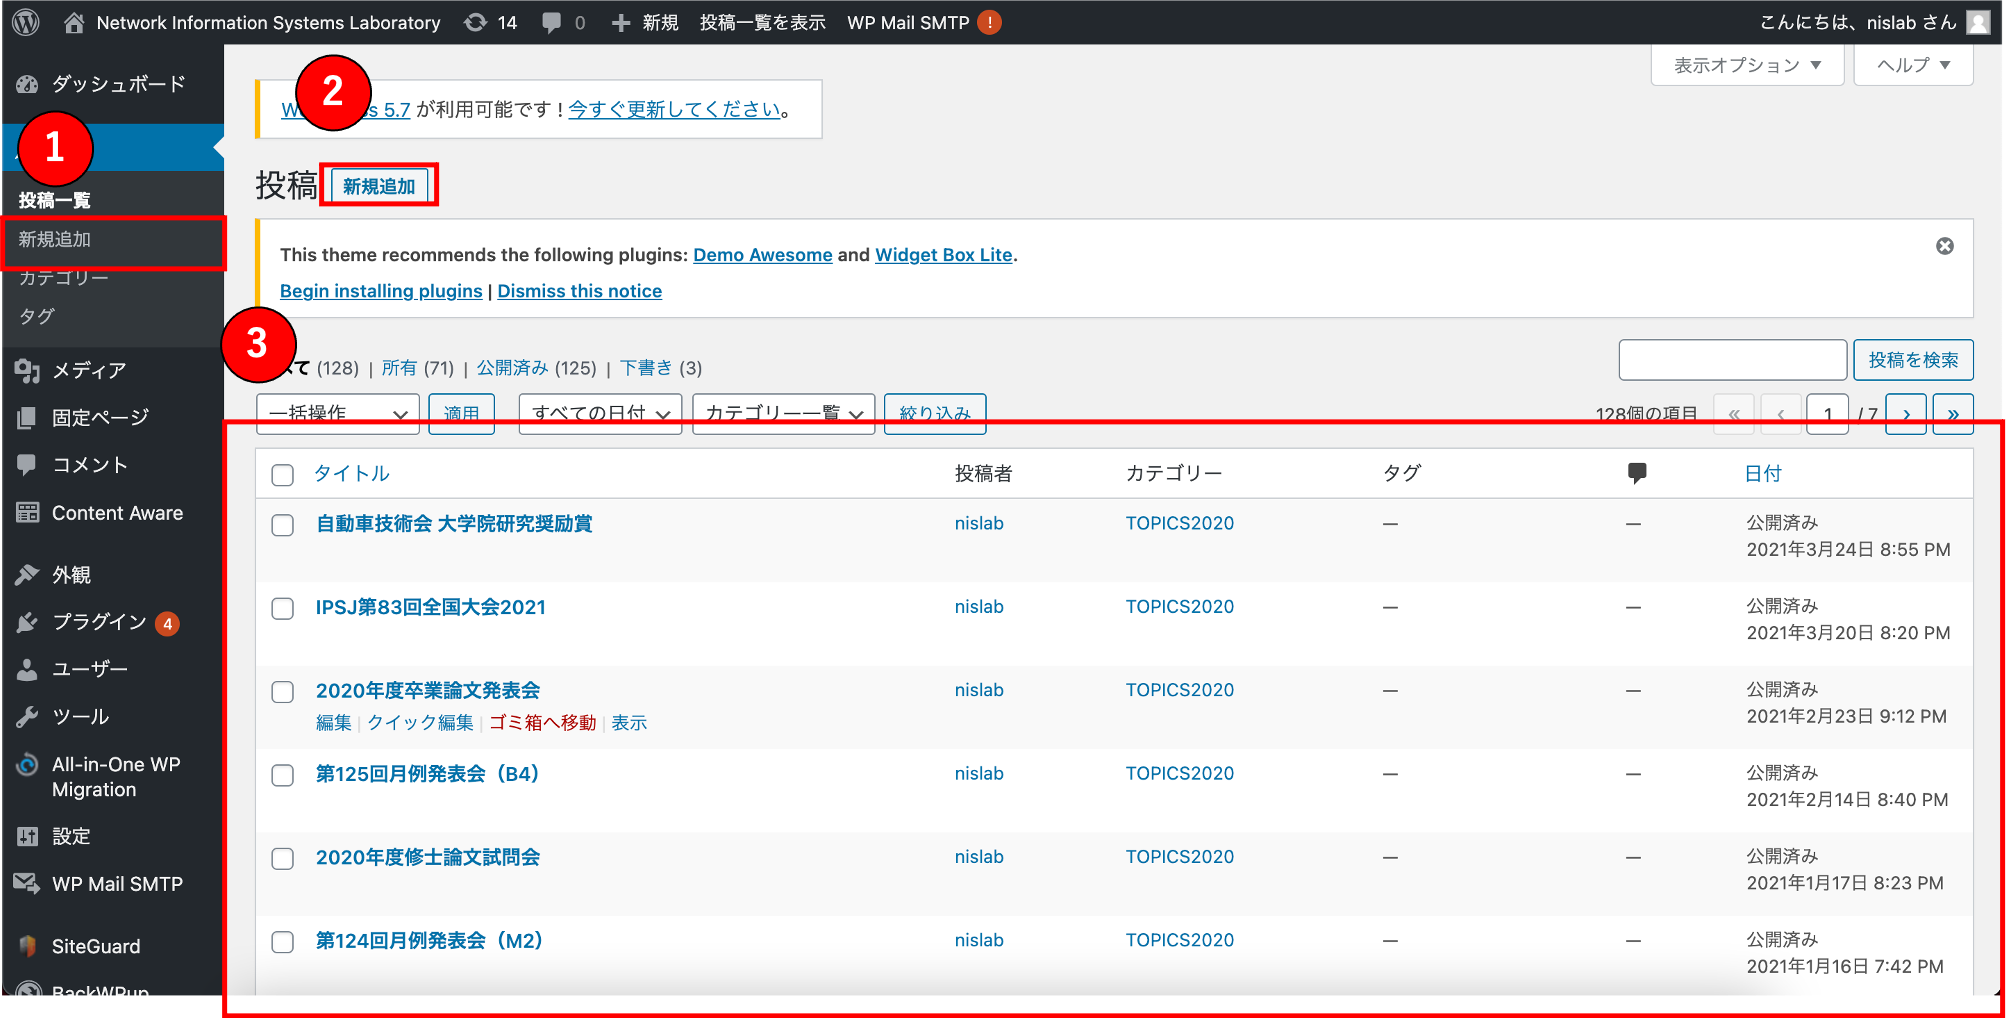 Network Information Systems Laboratory 14 0 新規 投稿一覧を表示 WP Mail SMTP ! こんにちは、nislab さん
表示オプション ▼ ヘルプ ▼
ダッシュボード
1
投稿一覧
新規追加
カテゴリー
タグ
メディア
固定ページ
コメント
Content Aware
外観
プラグイン 4
ユーザー
ツール
All-in-One WP
Migration
設定
WP Mail SMTP
SiteGuard
BackWPup
2
5.7 が利用可能です ! 今すぐ更新してください。
投稿 新規追加
This theme recommends the following plugins: Demo Awesome and Widget Box Lite.
Begin installing plugins | Dismiss this notice
3
て (128) | 所有 (71) | 公開済み (125) | 下書き (3)
投稿を検索
一括操作 適用 すべての日付 カテゴリー一覧 絞り込み 128個の項目 « ‹ 1 / 7 › »
タイトル 投稿者 カテゴリー タグ 日付
自動車技術会 大学院研究奨励賞 nislab TOPICS2020 — — 公開済み
2021年3月24日 8:55 PM
IPSJ第83回全国大会2021 nislab TOPICS2020 — — 公開済み
2021年3月20日 8:20 PM
2020年度卒業論文発表会 nislab TOPICS2020 — — 公開済み
編集 | クイック編集 | ゴミ箱へ移動 | 表示 2021年2月23日 9:12 PM
第125回月例発表会（B4） nislab TOPICS2020 — — 公開済み
2021年2月14日 8:40 PM
2020年度修士論文試問会 nislab TOPICS2020 — — 公開済み
2021年1月17日 8:23 PM
第124回月例発表会（M2） nislab TOPICS2020 — — 公開済み
2021年1月16日 7:42 PM